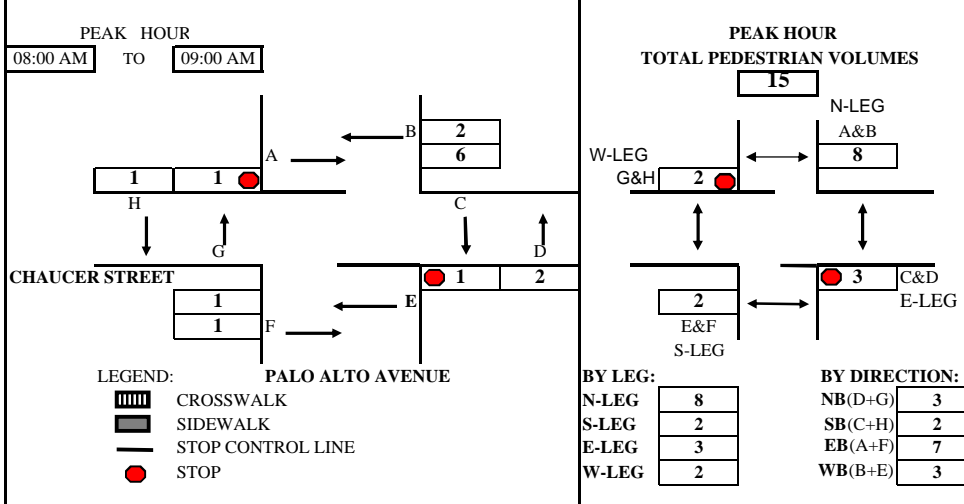 PEAK HOUR
08:00 AM TO 09:00 AM
B 2
A 6
1 1
H C
G D
CHAUCER STREET 1 2
1 E
1 F
LEGEND: PALO ALTO AVENUE
CROSSWALK
SIDEWALK
STOP CONTROL LINE
STOP
PEAK HOUR
TOTAL PEDESTRIAN VOLUMES
15
N-LEG
A&B
W-LEG 8
G&H 2
3 C&D
2 E-LEG
E&F
S-LEG
BY LEG: BY DIRECTION:
N-LEG 8 NB(D+G) 3
S-LEG 2 SB(C+H) 2
E-LEG 3 EB(A+F) 7
W-LEG 2 WB(B+E) 3